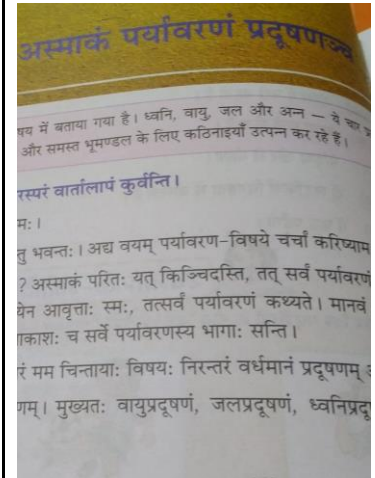 अस्माकं पर्यावरणं प्रदूषणञ्च
षय में बताया गया है। ध्वनि, वायु, जल और अन्न — ये चार
और समस्त भूमण्डल के लिए कठिनाइयाँ उत्पन्न कर रहे हैं।
रस्परं वार्तालापं कुर्वन्ति।
मः।
तु भवन्तः। अद्य वयम् पर्यावरण-विषये चर्चां करिष्याम
? अस्माकं परितः यत् किञ्चिदस्ति, तत् सर्वं पर्यावरणं
येन आवृत्ताः स्मः, तत्सर्वं पर्यावरणं कथ्यते। मानवं
ाकाशः च सर्वे पर्यावरणस्य भागाः सन्ति।
रं मम चिन्तायाः विषयः निरन्तरं वर्धमानं प्रदूषणम्
णम्। मुख्यतः वायुप्रदूषणं, जलप्रदूषणं, ध्वनिप्रदू